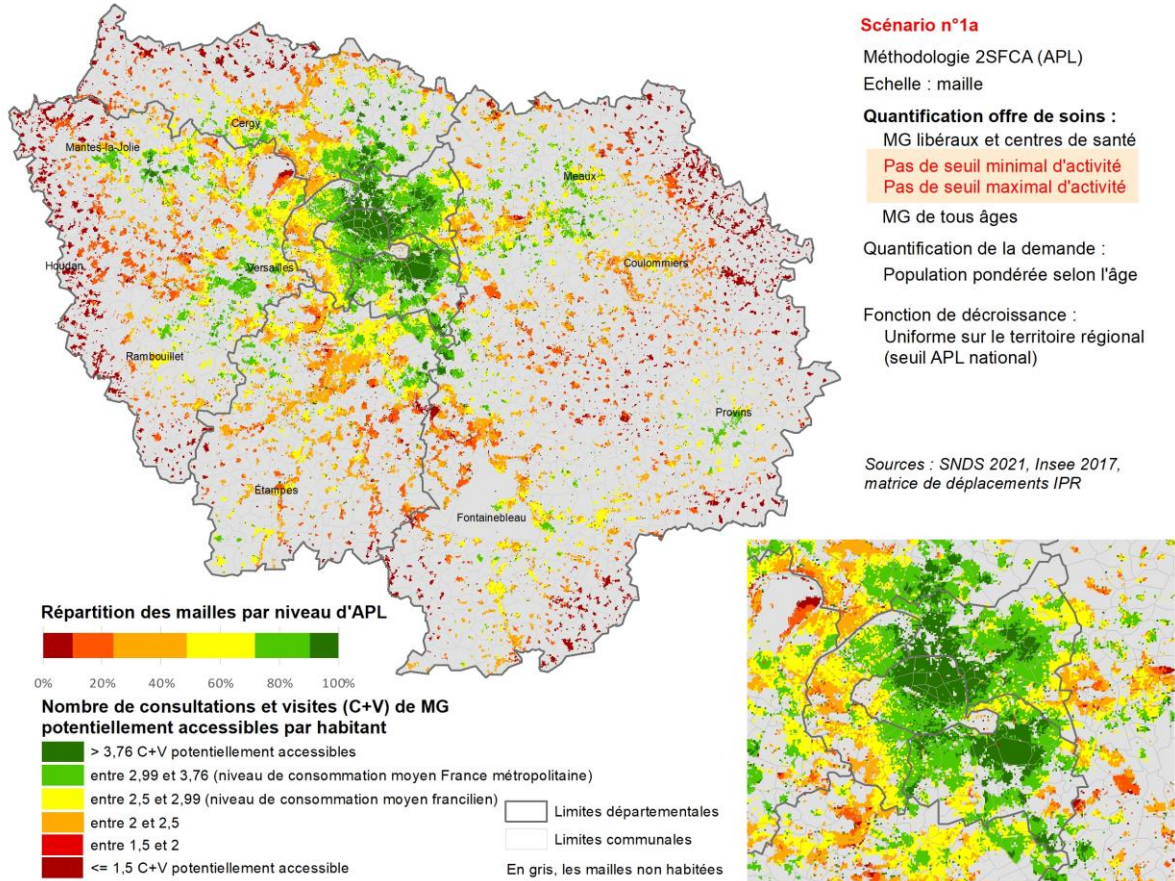 Scénario n°1a
Méthodologie 2SFCA (APL)
Echelle : maille
Quantification offre de soins :
MG libéraux et centres de santé
Pas de seuil minimal d'activité
Pas de seuil maximal d'activité
MG de tous âges
Quantification de la demande :
Population pondérée selon l'âge
Fonction de décroissance :
Uniforme sur le territoire régional
(seuil APL national)
Sources : SNDS 2021, Insee 2017,
matrice de déplacements IPR
Cergy
Mantes-la-Jolie
Meaux
Houdan
Versailles
Coulommiers
Rambouillet
Provins
Étampes
Fontainebleau
Répartition des mailles par niveau d'APL
0% 20% 40% 60% 80% 100%
Nombre de consultations et visites (C+V) de MG
potentiellement accessibles par habitant
> 3,76 C+V potentiellement accessibles
entre 2,99 et 3,76 (niveau de consommation moyen France métropolitaine)
entre 2,5 et 2,99 (niveau de consommation moyen francilien)
entre 2 et 2,5
entre 1,5 et 2
<= 1,5 C+V potentiellement accessible
Limites départementales
Limites communales
En gris, les mailles non habitées